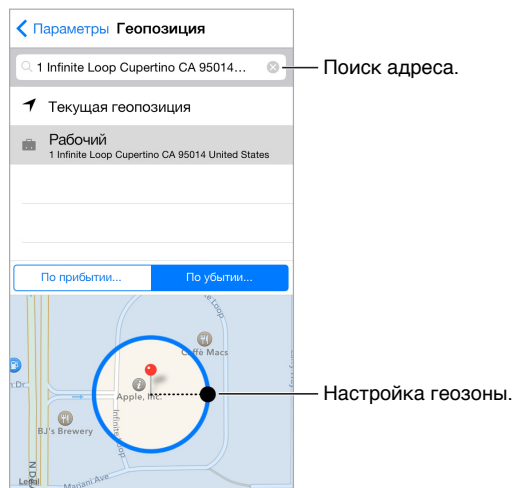 Параметры Геопозиция
1 Infinite Loop Cupertino CA 95014...
Поиск адреса.
Текущая геопозиция
Рабочий
1 Infinite Loop Cupertino CA 95014 United States
По прибытии...
По убытии...
Loop
Caffè Macs
n Dr
Apple, Inc.
Настройка геозоны.
BJ's Brewery
Infinite Loop
N D
Legal
Mariani Ave